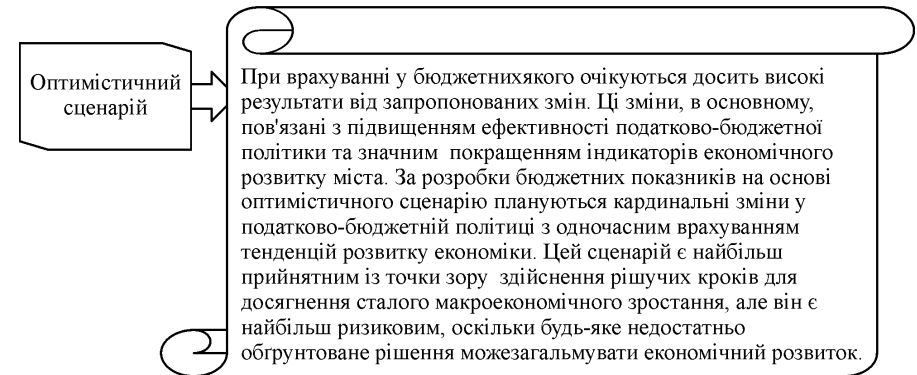 Оптимістичний
сценарій
При врахуванні у бюджетнихякого очікуються досить високі
результати від запропонованих змін. Ці зміни, в основному,
пов'язані з підвищенням ефективності податково-бюджетної
політики та значним покращенням індикаторів економічного
розвитку міста. За розробки бюджетних показників на основі
оптимістичного сценарію плануються кардинальні зміни у
податково-бюджетній політиці з одночасним врахуванням
тенденцій розвитку економіки. Цей сценарій є найбільш
прийнятним із точки зору здійснення рішучих кроків для
досягнення сталого макроекономічного зростання, але він є
найбільш ризиковим, оскільки будь-яке недостатньо
обґрунтоване рішення можезагальмувати економічний розвиток.